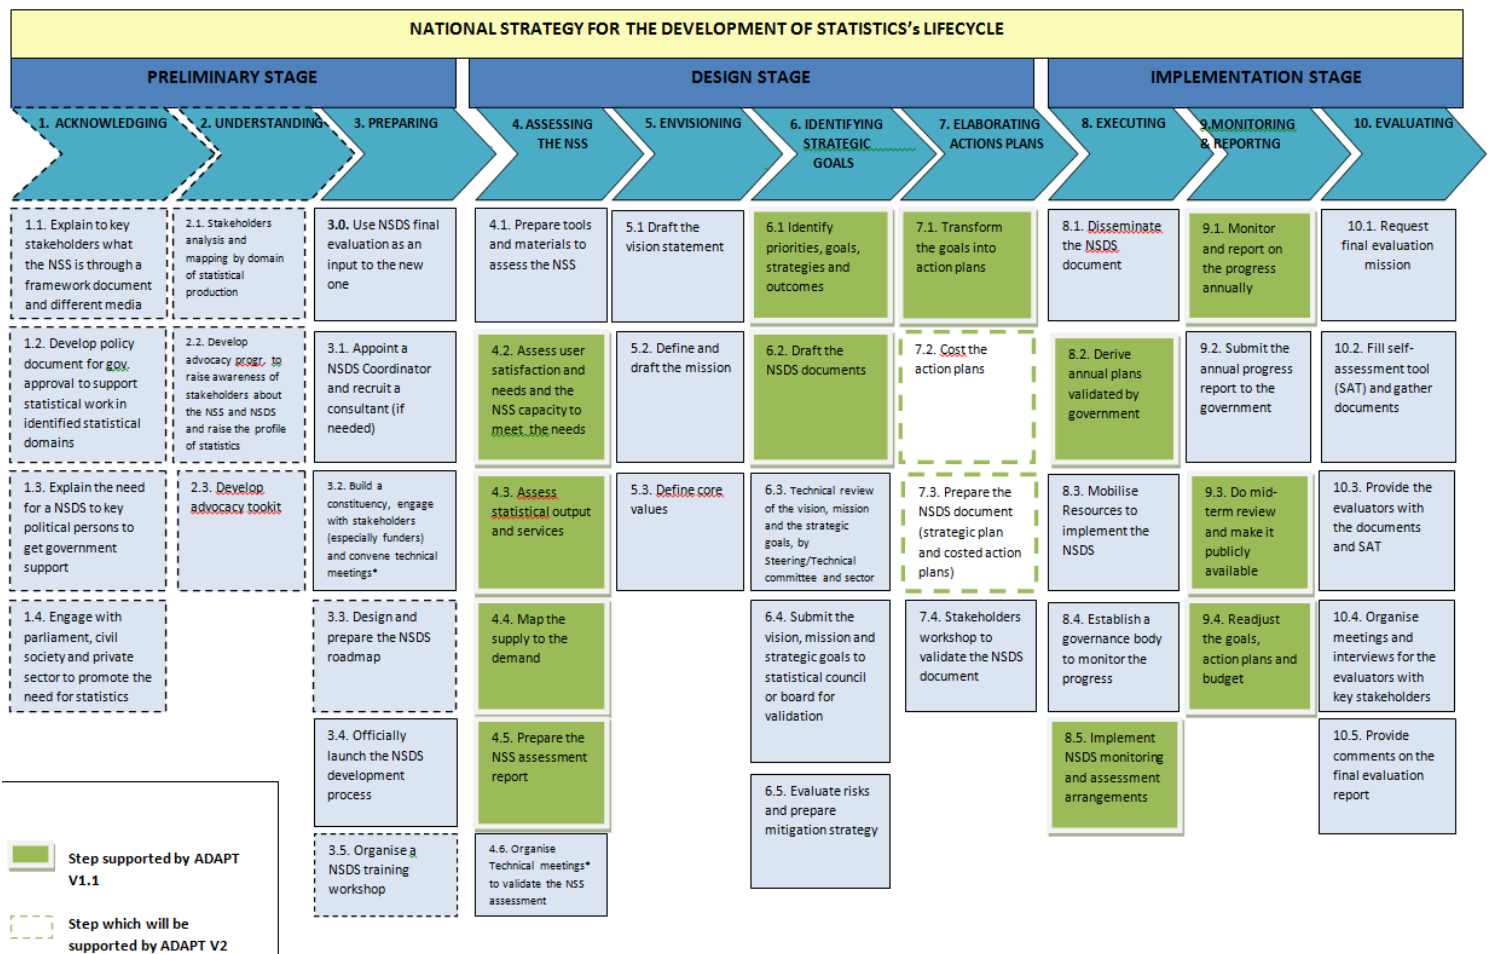 NATIONAL STRATEGY FOR THE DEVELOPMENT OF STATISTICS's LIFECYCLE
PRELIMINARY STAGE
DESIGN STAGE
IMPLEMENTATION STAGE
1. ACKNOWLEDGING
2. UNDERSTANDING
3. PREPARING
4. ASSESSING
THE NSS
5. ENVISIONING
6. IDENTIFYING
STRATEGIC
GOALS
7. ELABORATING
ACTIONS PLANS
8. EXECUTING
9.MONITORING
& REPORTNG
10. EVALUATING
1.1. Explain to key
stakeholders what
the NSS is through a
framework document
and different media
2.1. Stakeholders
analysis and
mapping by domain
of statistical
production
3.0. Use NSDS final
evaluation as an
input to the new
one
4.1. Prepare tools
and materials to
assess the NSS
5.1 Draft the
vision statement
6.1 Identify
priorities, goals,
strategies and
outcomes
7.1. Transform
the goals into
action plans
8.1. Disseminate
the NSDS
document
9.1. Monitor
and report on
the progress
annually
10.1. Request
final evaluation
mission
1.2. Develop policy
document for gov.
approval to support
statistical work in
identified statistical
domains
2.2. Develop
advocacy progr. to
raise awareness of
stakeholders about
the NSS and NSDS
and raise the profile
of statistics
3.1. Appoint a
NSDS Coordinator
and recruit a
consultant (if
needed)
4.2. Assess user
satisfaction and
needs and the
NSS capacity to
meet the needs
5.2. Define and
draft the mission
6.2. Draft the
NSDS documents
7.2. Cost the
action plans
8.2. Derive
annual plans
validated by
government
9.2. Submit the
annual progress
report to the
government
10.2. Fill self-
assessment tool
(SAT) and gather
documents
1.3. Explain the need
for a NSDS to key
political persons to
get government
support
2.3. Develop
advocacy tookit
3.2. Build a
constituency, engage
with stakeholders
(especially funders)
and convene technical
meetings*
4.3. Assess
statistical output
and services
5.3. Define core
values
6.3. Technical review
of the vision, mission
and the strategic
goals, by
Steering/Technical
committee and sector
7.3. Prepare the
NSDS document
(strategic plan
and costed action
plans)
8.3. Mobilise
Resources to
implement the
NSDS
9.3. Do mid-
term review
and make it
publicly
available
10.3. Provide the
evaluators with
the documents
and SAT
1.4. Engage with
parliament, civil
society and private
sector to promote the
need for statistics
3.3. Design and
prepare the NSDS
roadmap
4.4. Map the
supply to the
demand
6.4. Submit the
vision, mission and
strategic goals to
statistical council
or board for
validation
7.4. Stakeholders
workshop to
validate the NSDS
document
8.4. Establish a
governance body
to monitor the
progress
9.4. Readjust
the goals,
action plans and
budget
10.4. Organise
meetings and
interviews for the
evaluators with
key stakeholders
3.4. Officially
launch the NSDS
development
process
4.5. Prepare the
NSS assessment
report
6.5. Evaluate risks
and prepare
mitigation strategy
8.5. Implement
NSDS monitoring
and assessment
arrangements
10.5. Provide
comments on the
final evaluation
report
3.5. Organise a
NSDS training
workshop
4.6. Organise
Technical meetings*
to validate the NSS
assessment
Step supported by ADAPT
V1.1
Step which will be
supported by ADAPT V2